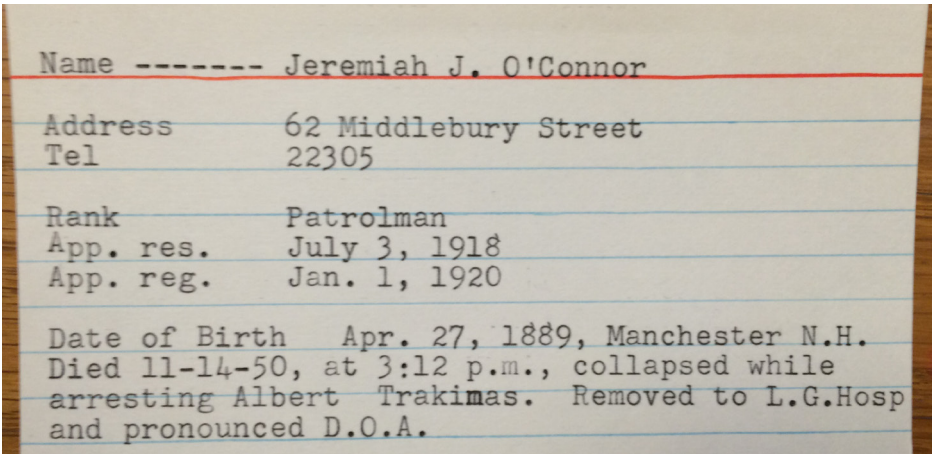 Name ------- Jeremiah J. O'Connor
Address 62 Middlebury Street
Tel 22305
Rank Patrolman
App. res. July 3, 1918
App. reg. Jan. 1, 1920
Date of Birth Apr. 27, 1889, Manchester N.H.
Died 11-14-50, at 3:12 p.m., collapsed while
arresting Albert Trakimas. Removed to L.G.Hosp
and pronounced D.O.A.